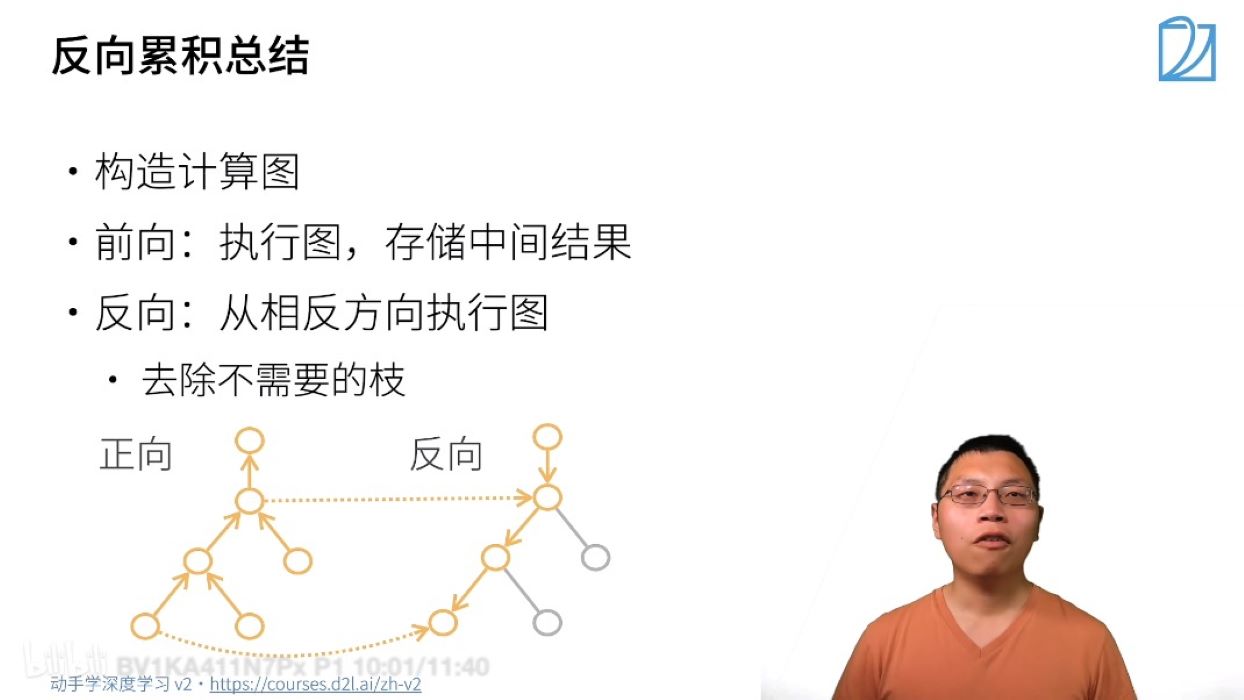 反向累积总结
• 构造计算图
• 前向：执行图，存储中间结果
• 反向：从相反方向执行图
• 去除不需要的枝
正向
反向
bilibili BV1KA411N7Px P1 10:01/11:40
动手学深度学习 v2 · https://courses.d2l.ai/zh-v2